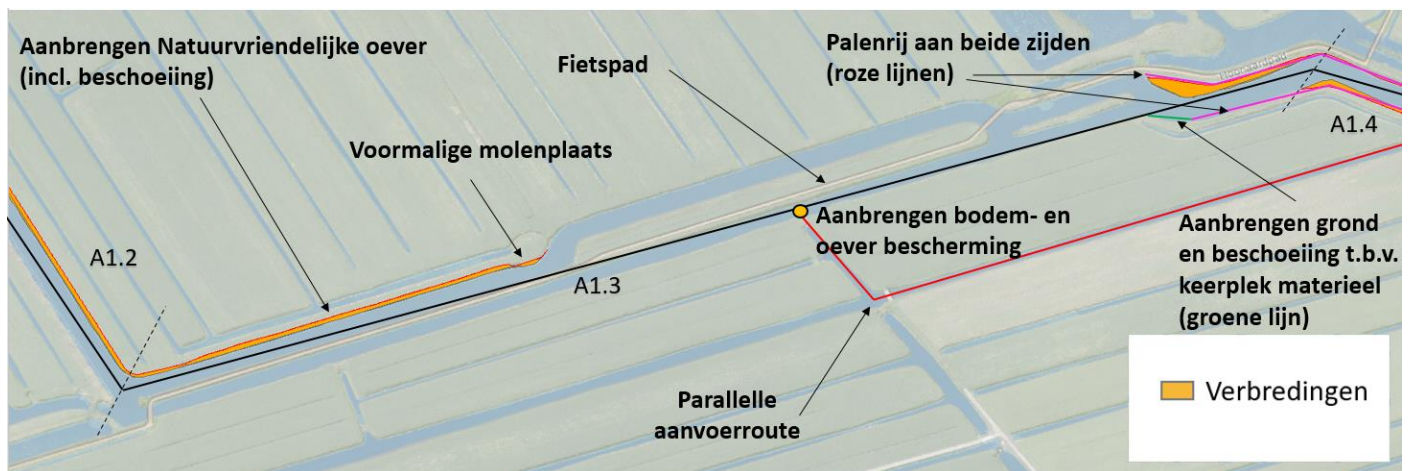 Aanbrengen Natuurvriendelijke oever
(incl. beschoeiing)
Fietspad
Palenrij aan beide zijden
(roze lijnen)
Voormalige molenplaats
A1.2
A1.3
A1.4
Aanbrengen bodem- en
oever bescherming
Aanbrengen grond
en beschoeiing t.b.v.
keerplek materieel
(groene lijn)
Parallelle
aanvoerroute
Verbredingen